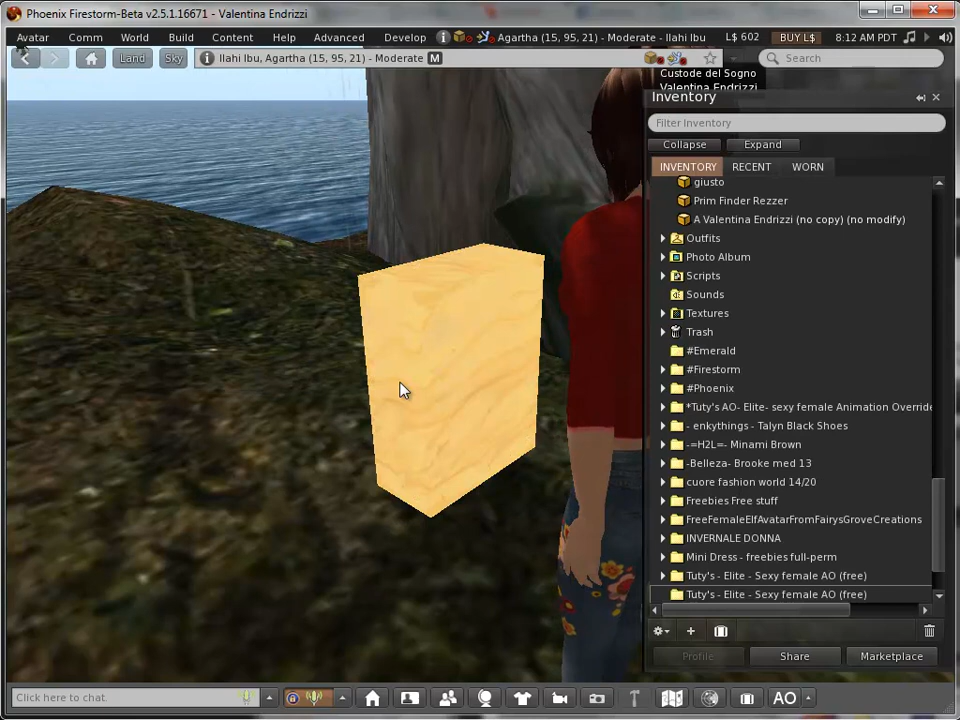 Phoenix Firestorm-Beta v2.5.1.16671 - Valentina Endrizzi
Avatar Comm World Build Content Help Advanced Develop Agartha (15, 95, 21) - Moderate - Ilahi Ibu L$ 602 BUY L$ 8:12 AM PDT
Land Sky Ilahi Ibu, Agartha (15, 95, 21) - Moderate M Search
Custode del Sogno
Valentina Endrizzi
Inventory
Filter Inventory
Collapse Expand
INVENTORY RECENT WORN
giusto
Prim Finder Rezzer
A Valentina Endrizzi (no copy) (no modify)
Outfits
Photo Album
Scripts
Sounds
Textures
Trash
#Emerald
#Firestorm
#Phoenix
*Tuty's AO- Elite- sexy female Animation Override
- enkythings - Talyn Black Shoes
-=H2L=- Minami Brown
-Belleza- Brooke med 13
cuore fashion world 14/20
Freebies Free stuff
FreeFemaleElfAvatarFromFairysGroveCreations
INVERNALE DONNA
Mini Dress - freebies full-perm
Tuty's - Elite - Sexy female AO (free)
Tuty's - Elite - Sexy female AO (free)
Profile Share Marketplace
Click here to chat. AO